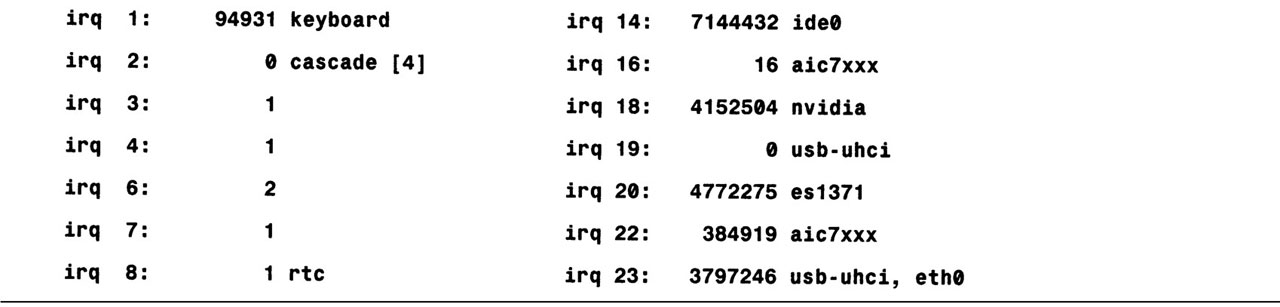 irq  1:     94931 keyboard          irq 14:   7144432 ide0
irq  2:         0 cascade [4]       irq 16:        16 aic7xxx
irq  3:         1                   irq 18:   4152504 nvidia
irq  4:         1                   irq 19:         0 usb-uhci
irq  6:         2                   irq 20:   4772275 es1371
irq  7:         1                   irq 22:    384919 aic7xxx
irq  8:         1 rtc               irq 23:   3797246 usb-uhci, eth0